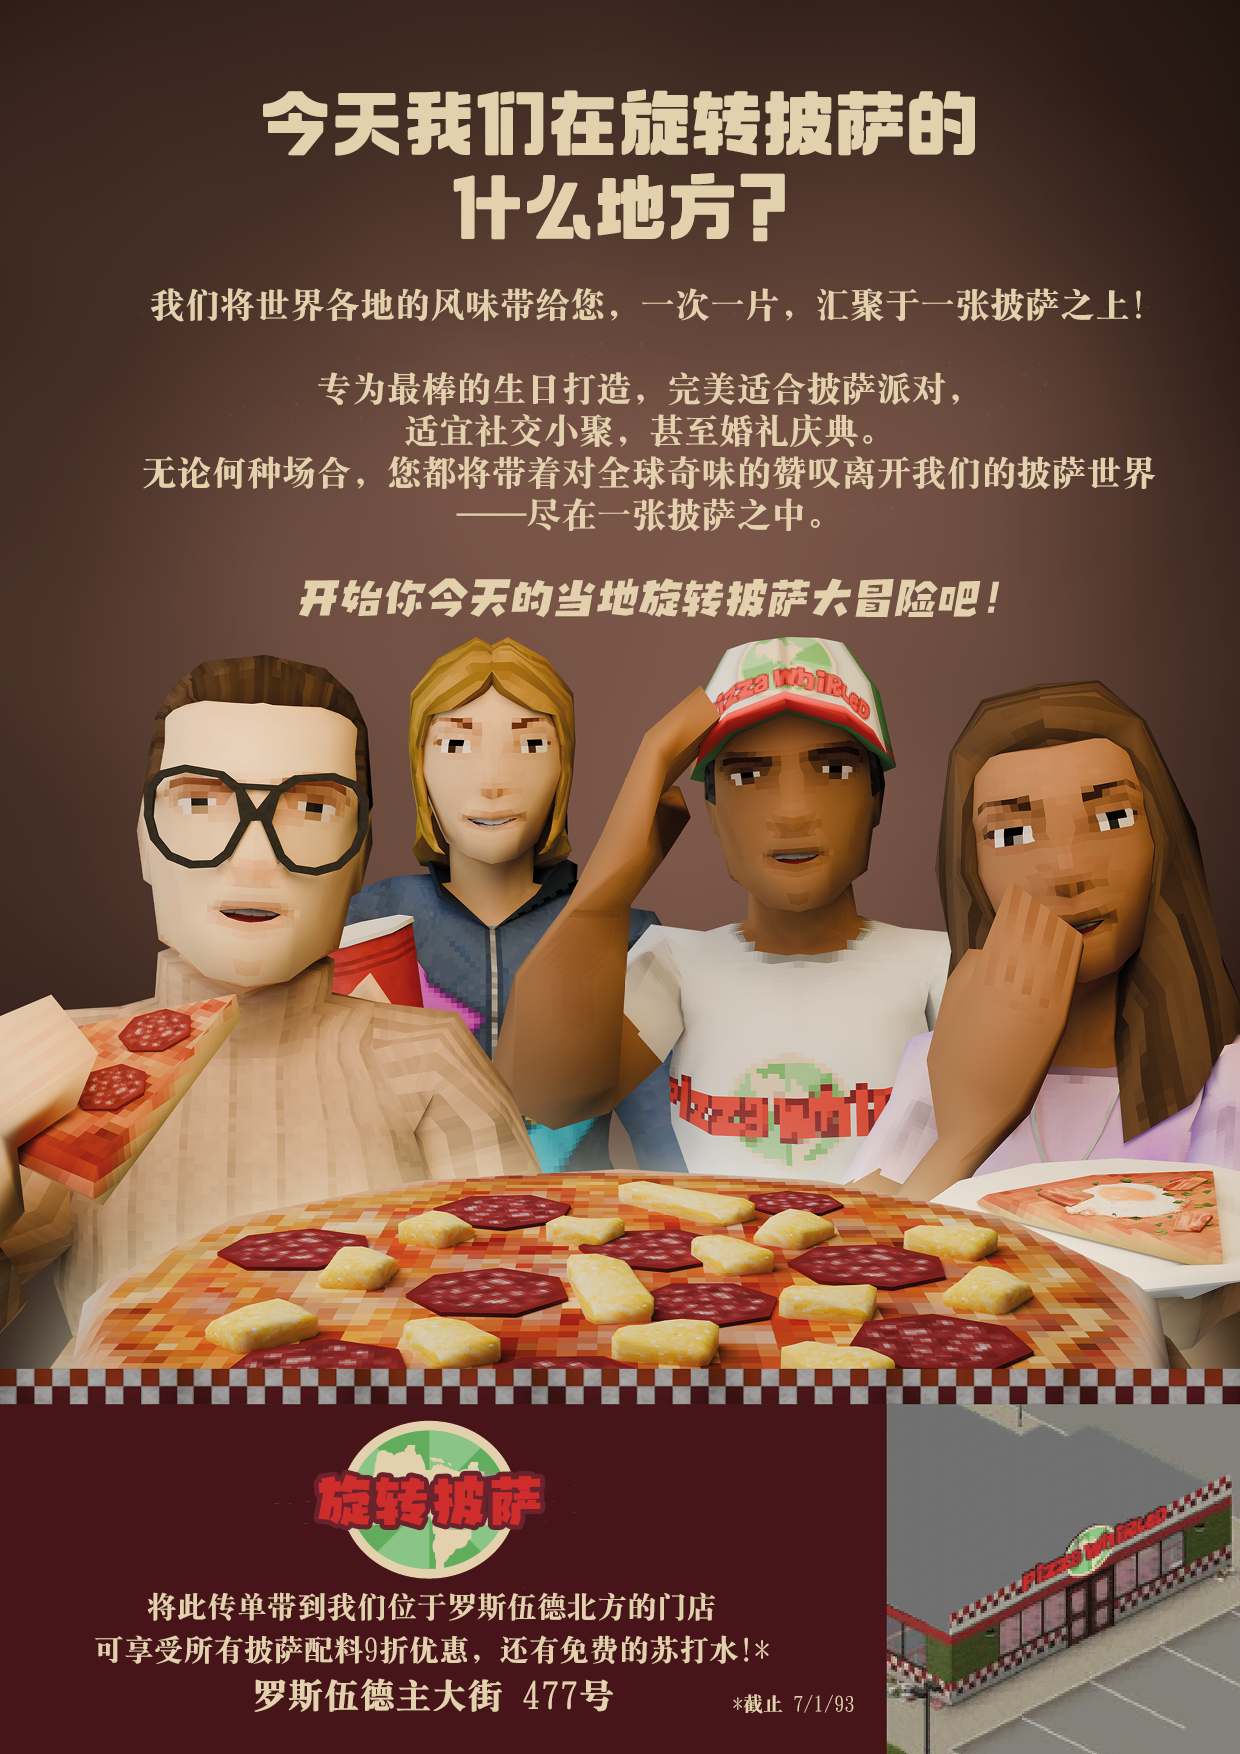 今天我们在旋转披萨的
什么地方？
我们将世界各地的风味带给您，一次一片，汇聚于一张披萨之上！
专为最棒的生日打造，完美适合披萨派对，
适宜社交小聚，甚至婚礼庆典。
无论何种场合，您都将带着对全球奇味的赞叹离开我们的披萨世界
——尽在一张披萨之中。
开始你今天的当地旋转披萨大冒险吧！
Pizza Whirled
旋转披萨
Pizza Whirled
将此传单带到我们位于罗斯伍德北方的门店
可享受所有披萨配料9折优惠，还有免费的苏打水！*
罗斯伍德主大街 477号
*截止 7/1/93